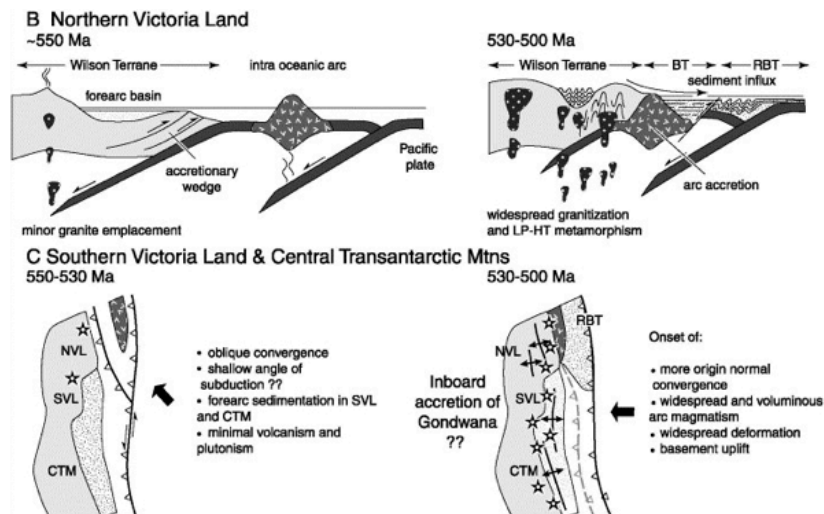 B Northern Victoria Land
~550 Ma
Wilson Terrane
intra oceanic arc
forearc basin
accretionary
wedge
Pacific
plate
minor granite emplacement
530-500 Ma
Wilson Terrane
BT
RBT
sediment influx
arc accretion
widespread granitization
and LP-HT metamorphism
C Southern Victoria Land & Central Transantarctic Mtns
550-530 Ma
NVL
SVL
CTM
• oblique convergence
• shallow angle of
subduction ??
• forearc sedimentation in SVL
and CTM
• minimal volcanism and
plutonism
530-500 Ma
RBT
NVL
SVL
CTM
Inboard
accretion of
Gondwana
??
Onset of:
• more origin normal
convergence
• widespread and voluminous
arc magmatism
• widespread deformation
• basement uplift